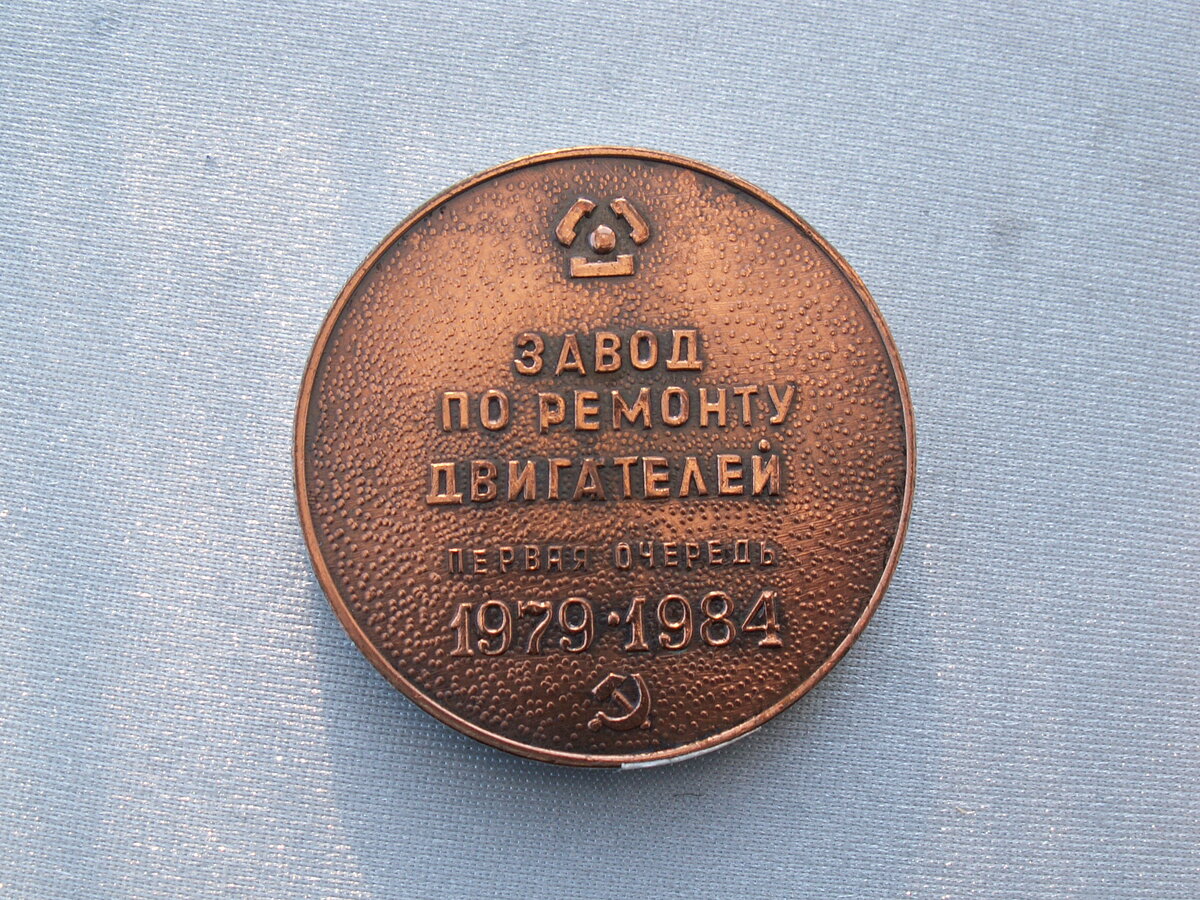 ЗАВОД
ПО РЕМОНТУ
ДВИГАТЕЛЕЙ
ПЕРВАЯ ОЧЕРЕДЬ
1979·1984